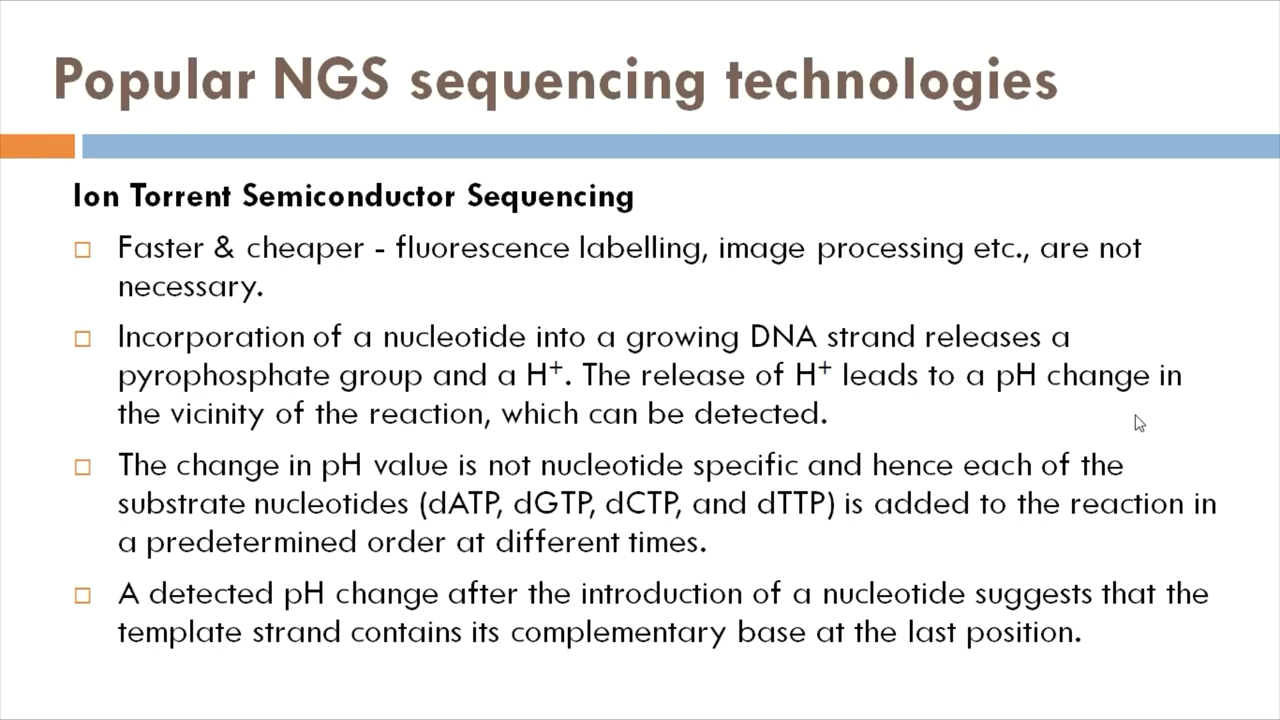 Popular NGS sequencing technologies
Ion Torrent Semiconductor Sequencing
Faster & cheaper - fluorescence labelling, image processing etc., are not
necessary.
Incorporation of a nucleotide into a growing DNA strand releases a
pyrophosphate group and a H⁺. The release of H⁺ leads to a pH change in
the vicinity of the reaction, which can be detected.
The change in pH value is not nucleotide specific and hence each of the
substrate nucleotides (dATP, dGTP, dCTP, and dTTP) is added to the reaction in
a predetermined order at different times.
A detected pH change after the introduction of a nucleotide suggests that the
template strand contains its complementary base at the last position.